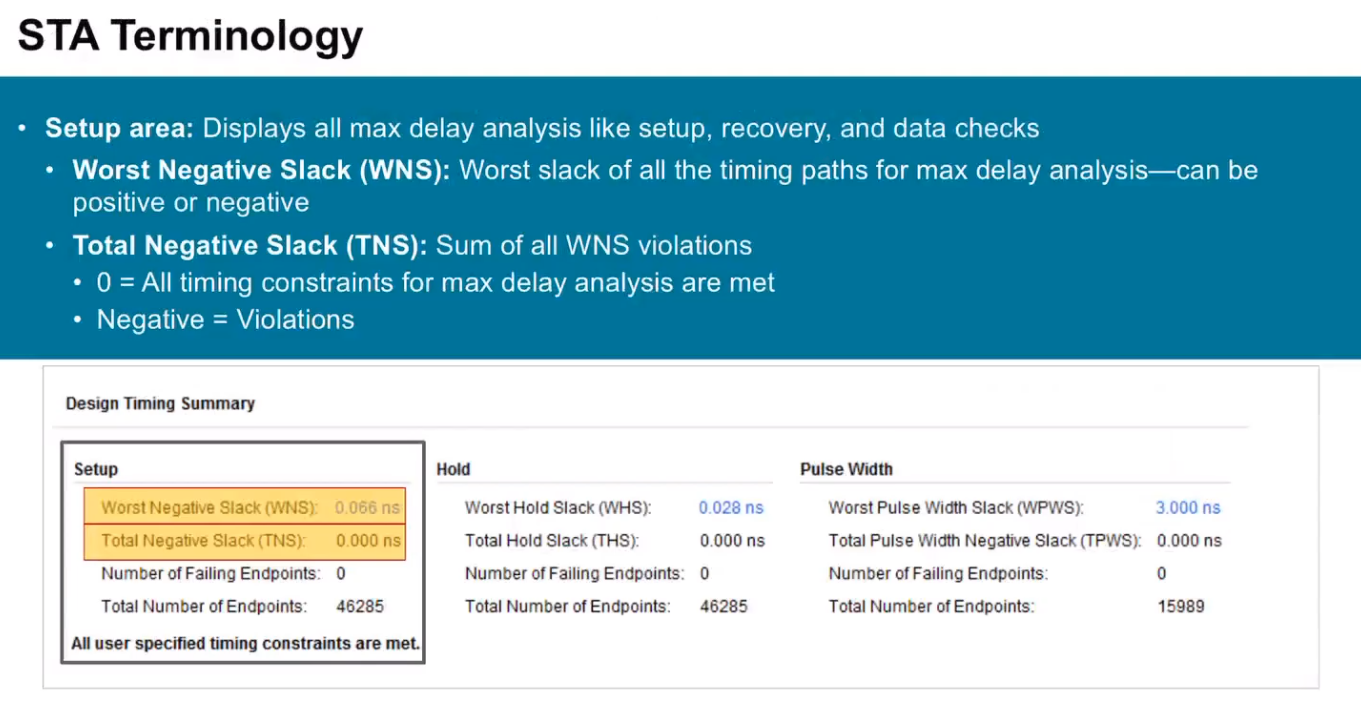 STA Terminology
• Setup area: Displays all max delay analysis like setup, recovery, and data checks
• Worst Negative Slack (WNS): Worst slack of all the timing paths for max delay analysis—can be
positive or negative
• Total Negative Slack (TNS): Sum of all WNS violations
• 0 = All timing constraints for max delay analysis are met
• Negative = Violations
Design Timing Summary
Setup
Worst Negative Slack (WNS): 0.066 ns
Total Negative Slack (TNS): 0.000 ns
Number of Failing Endpoints: 0
Total Number of Endpoints: 46285
All user specified timing constraints are met.
Hold
Worst Hold Slack (WHS): 0.028 ns
Total Hold Slack (THS): 0.000 ns
Number of Failing Endpoints: 0
Total Number of Endpoints: 46285
Pulse Width
Worst Pulse Width Slack (WPWS): 3.000 ns
Total Pulse Width Negative Slack (TPWS): 0.000 ns
Number of Failing Endpoints: 0
Total Number of Endpoints: 15989